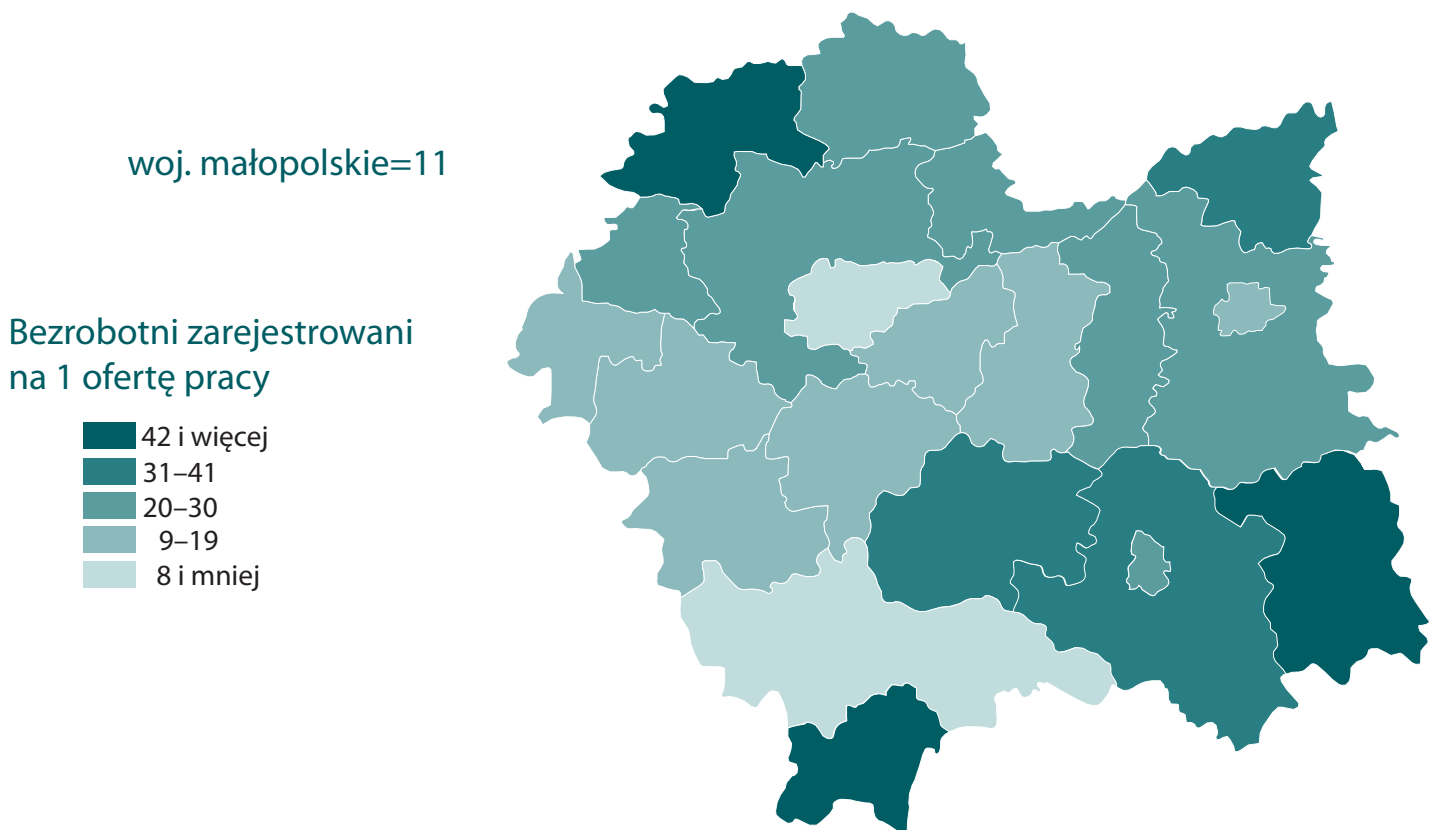 woj. małopolskie=11
Bezrobotni zarejestrowani
na 1 ofertę pracy
42 i więcej
31–41
20–30
9–19
8 i mniej